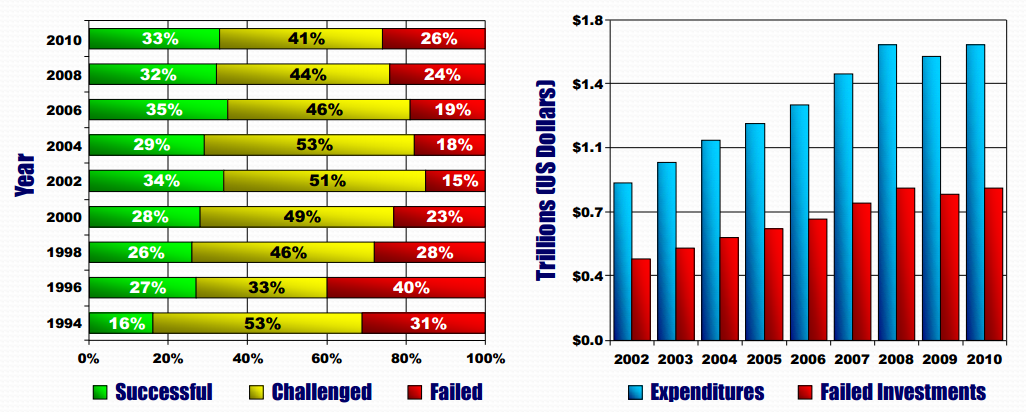 2010 33% 41% 26%
2008 32% 44% 24%
2006 35% 46% 19%
2004 29% 53% 18%
2002 34% 51% 15%
2000 28% 49% 23%
1998 26% 46% 28%
1996 27% 33% 40%
1994 16% 53% 31%
0% 20% 40% 60% 80% 100%
Year
Successful Challenged Failed
$1.8
$1.4
$1.1
$0.7
$0.4
$0.0
Trillions (US Dollars)
2002 2003 2004 2005 2006 2007 2008 2009 2010
Expenditures Failed Investments